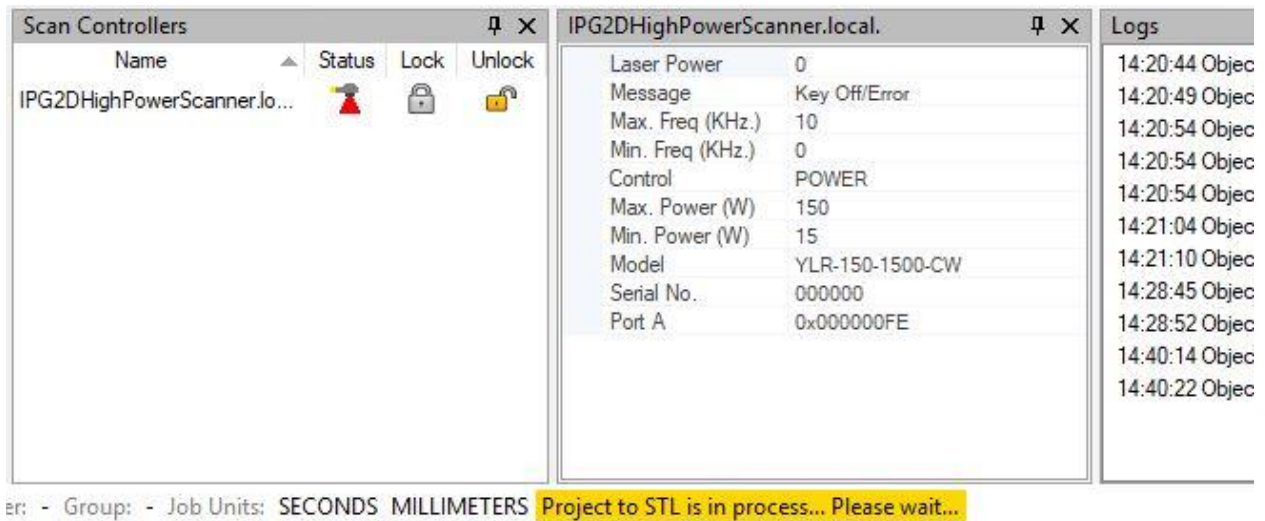 Scan Controllers
Name Status Lock Unlock
IPG2DHighPowerScanner.lo...
IPG2DHighPowerScanner.local.
Laser Power 0
Message Key Off/Error
Max. Freq (KHz.) 10
Min. Freq (KHz.) 0
Control POWER
Max. Power (W) 150
Min. Power (W) 15
Model YLR-150-1500-CW
Serial No. 000000
Port A 0x000000FE
Logs
14:20:44 Objec
14:20:49 Objec
14:20:54 Objec
14:20:54 Objec
14:20:54 Objec
14:21:04 Objec
14:21:10 Objec
14:28:45 Objec
14:28:52 Objec
14:40:14 Objec
14:40:22 Objec
er: - Group: - Job Units: SECONDS MILLIMETERS Project to STL is in process... Please wait...